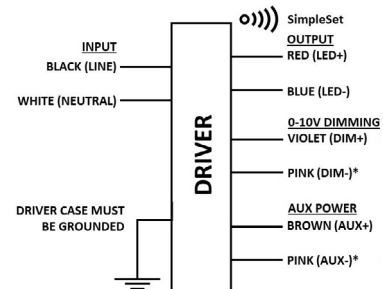 SimpleSet
INPUT
OUTPUT
BLACK (LINE)
RED (LED+)
WHITE (NEUTRAL)
BLUE (LED-)
0-10V DIMMING
VIOLET (DIM+)
DRIVER
PINK (DIM-)*
DRIVER CASE MUST
BE GROUNDED
AUX POWER
BROWN (AUX+)
PINK (AUX-)*